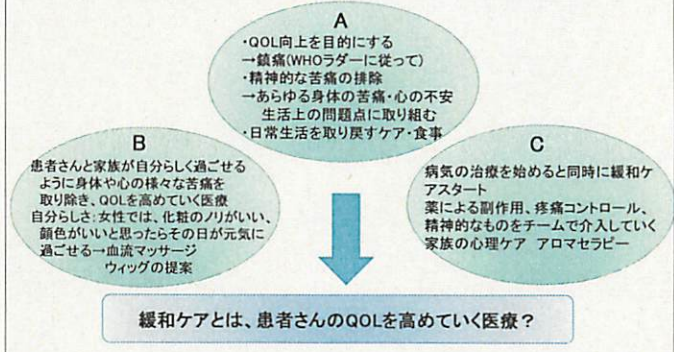 A
・QOL向上を目的にする
→鎮痛(WHOラダーに従って)
・精神的な苦痛の排除
→あらゆる身体の苦痛・心の不安
生活上の問題点に取り組む
・日常生活を取り戻すケア・食事
B
患者さんと家族が自分らしく過ごせる
ように身体や心の様々な苦痛を
取り除き、QOLを高めていく医療
自分らしさ:女性では、化粧のノリがいい、
顔色がいいと思ったらその日が元気に
過ごせる→血流マッサージ
ウィッグの提案
C
病気の治療を始めると同時に緩和ケ
アスタート
薬による副作用、疼痛コントロール、
精神的なものをチームで介入していく
家族の心理ケア アロマセラピー
緩和ケアとは、患者さんのQOLを高めていく医療?